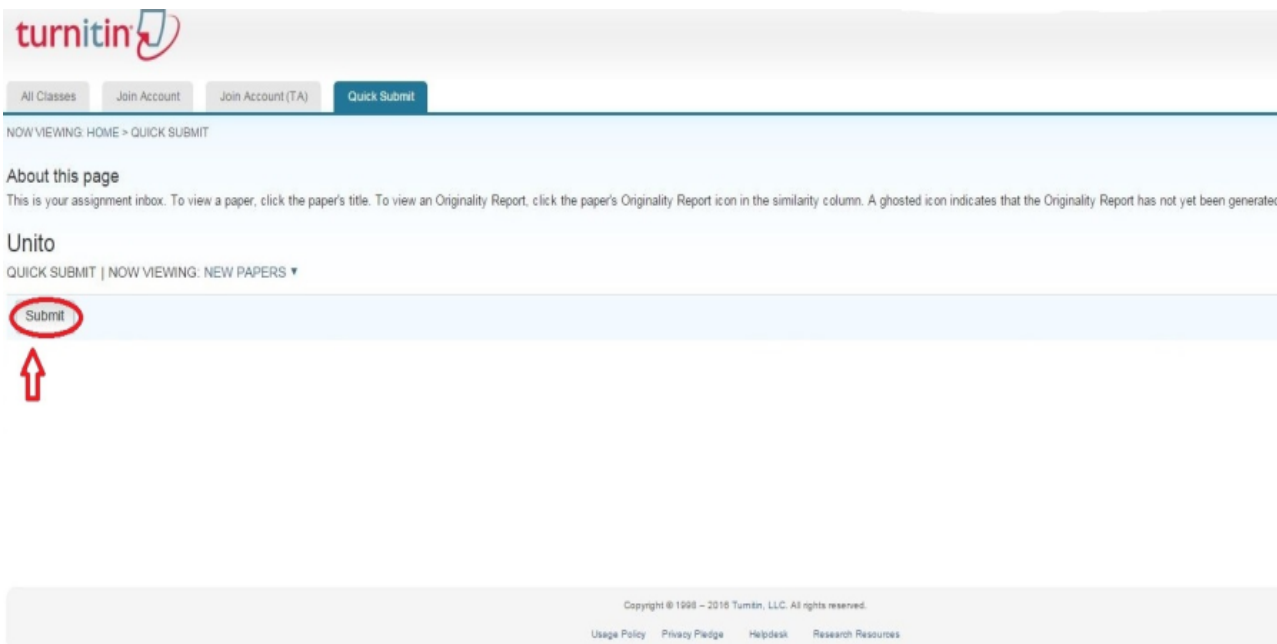 turnitin
All Classes Join Account Join Account (TA) Quick Submit
NOW VIEWING: HOME > QUICK SUBMIT
About this page
This is your assignment inbox. To view a paper, click the paper's title. To view an Originality Report, click the paper's Originality Report icon in the similarity column. A ghosted icon indicates that the Originality Report has not yet been generated
Unito
QUICK SUBMIT | NOW VIEWING: NEW PAPERS ▼
Submit
Copyright © 1998 – 2016 Turnitin, LLC. All rights reserved.
Usage Policy Privacy Pledge Helpdesk Research Resources